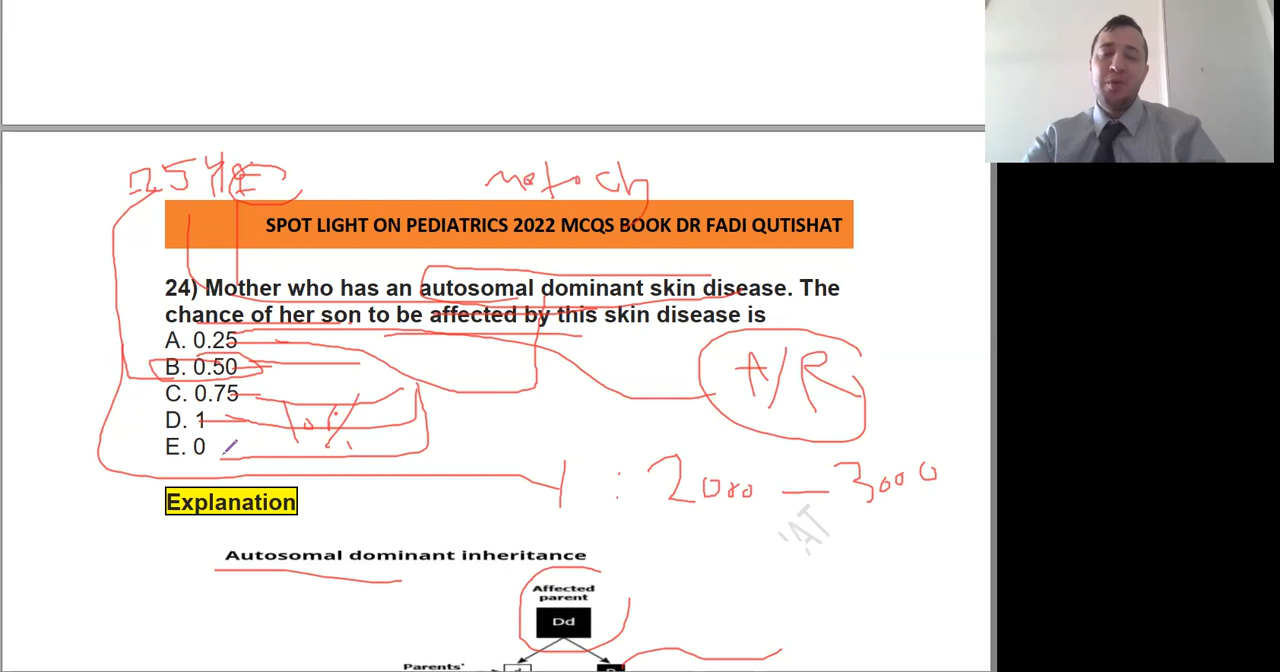 SPOT LIGHT ON PEDIATRICS 2022 MCQS BOOK DR FADI QUTISHAT
24) Mother who has an autosomal dominant skin disease. The
chance of her son to be affected by this skin disease is
A. 0.25
B. 0.50
C. 0.75
D. 1
E. 0
A/R
10%
1 : 2000 — 3000
Explanation
Autosomal dominant inheritance
Affected
parent
Dd
Parents'